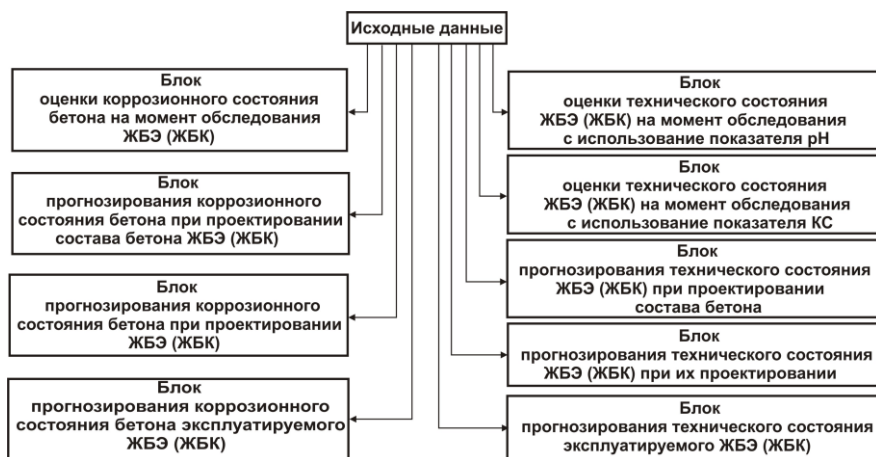 Исходные данные
Блок
оценки коррозионного состояния
бетона на момент обследования
ЖБЭ (ЖБК)
Блок
прогнозирования коррозионного
состояния бетона при проектировании
состава бетона ЖБЭ (ЖБК)
Блок
прогнозирования коррозионного
состояния бетона при проектировании
ЖБЭ (ЖБК)
Блок
прогнозирования коррозионного
состояния бетона эксплуатируемого
ЖБЭ (ЖБК)
Блок
оценки технического состояния
ЖБЭ (ЖБК) на момент обследования
с использование показателя рН
Блок
оценки технического состояния
ЖБЭ (ЖБК) на момент обследования
с использование показателя КС
Блок
прогнозирования технического состояния
ЖБЭ (ЖБК) при проектировании
состава бетона
Блок
прогнозирования технического состояния
ЖБЭ (ЖБК) при их проектировании
Блок
прогнозирования технического состояния
эксплуатируемого ЖБЭ (ЖБК)